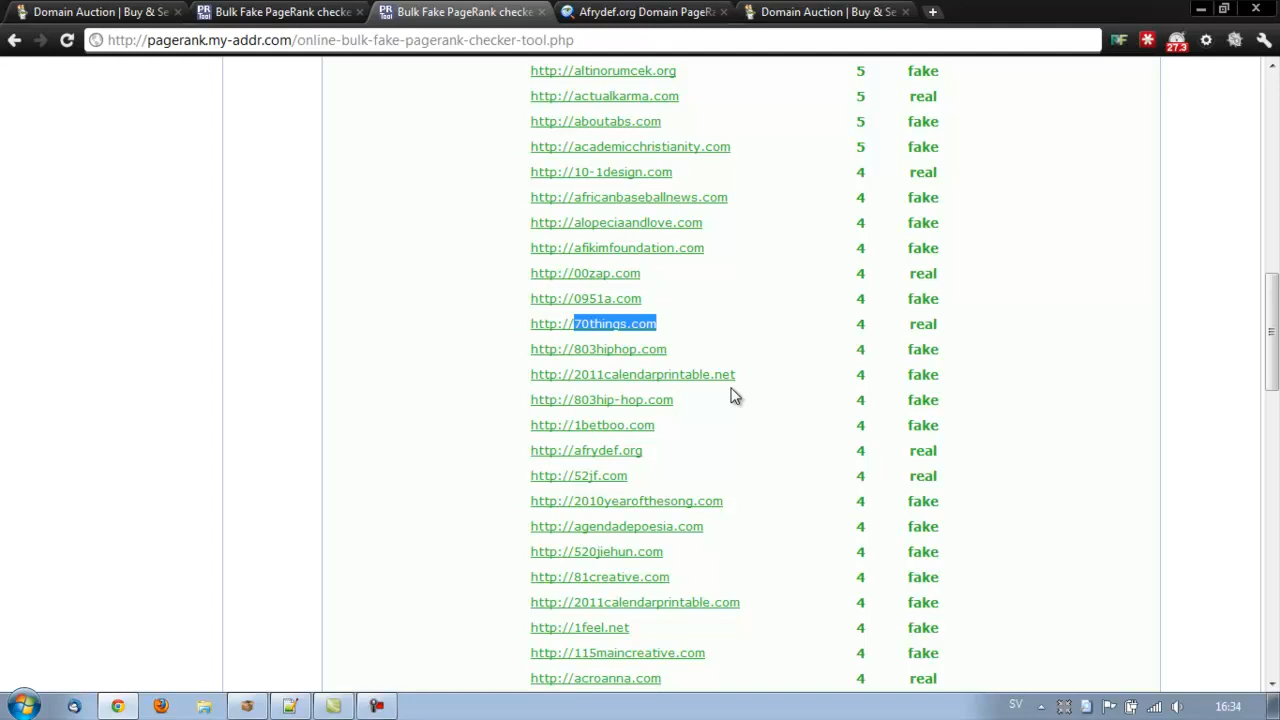 Domain Auction | Buy & Se
Bulk Fake PageRank checke
Bulk Fake PageRank checke
Afrydef.org Domain PageR
Domain Auction | Buy & Se
http://pagerank.my-addr.com/online-bulk-fake-pagerank-checker-tool.php
27.3
http://altinorumcek.org 5 fake
http://actualkarma.com 5 real
http://aboutabs.com 5 fake
http://academicchristianity.com 5 fake
http://10-1design.com 4 real
http://africanbaseballnews.com 4 fake
http://alopeciaandlove.com 4 fake
http://afikimfoundation.com 4 fake
http://00zap.com 4 real
http://0951a.com 4 fake
http://70things.com 4 real
http://803hiphop.com 4 fake
http://2011calendarprintable.net 4 fake
http://803hip-hop.com 4 fake
http://1betboo.com 4 fake
http://afrydef.org 4 real
http://52jf.com 4 real
http://2010yearofthesong.com 4 fake
http://agendadepoesia.com 4 fake
http://520jiehun.com 4 fake
http://81creative.com 4 fake
http://2011calendarprintable.com 4 fake
http://1feel.net 4 fake
http://115maincreative.com 4 fake
http://acroanna.com 4 real
SV
16:34